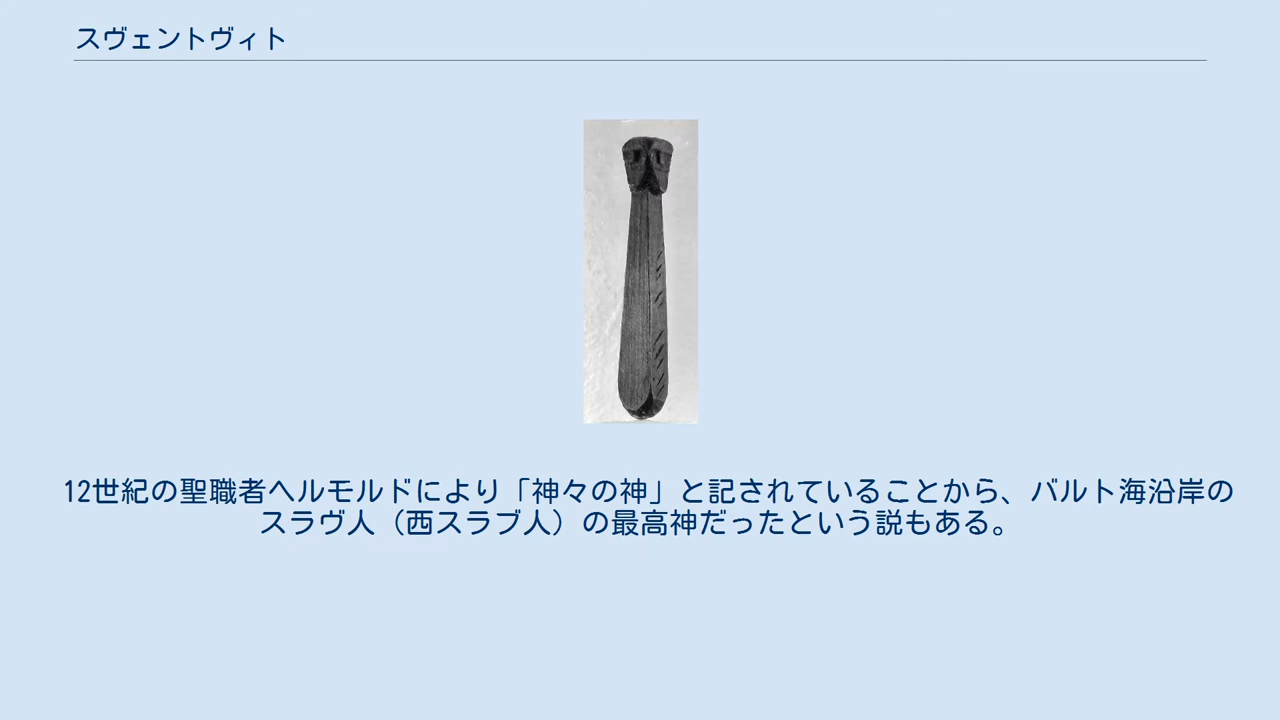 スヴェントヴィト
12世紀の聖職者ヘルモルドにより「神々の神」と記されていることから、バルト海沿岸の
スラヴ人（西スラブ人）の最高神だったという説もある。